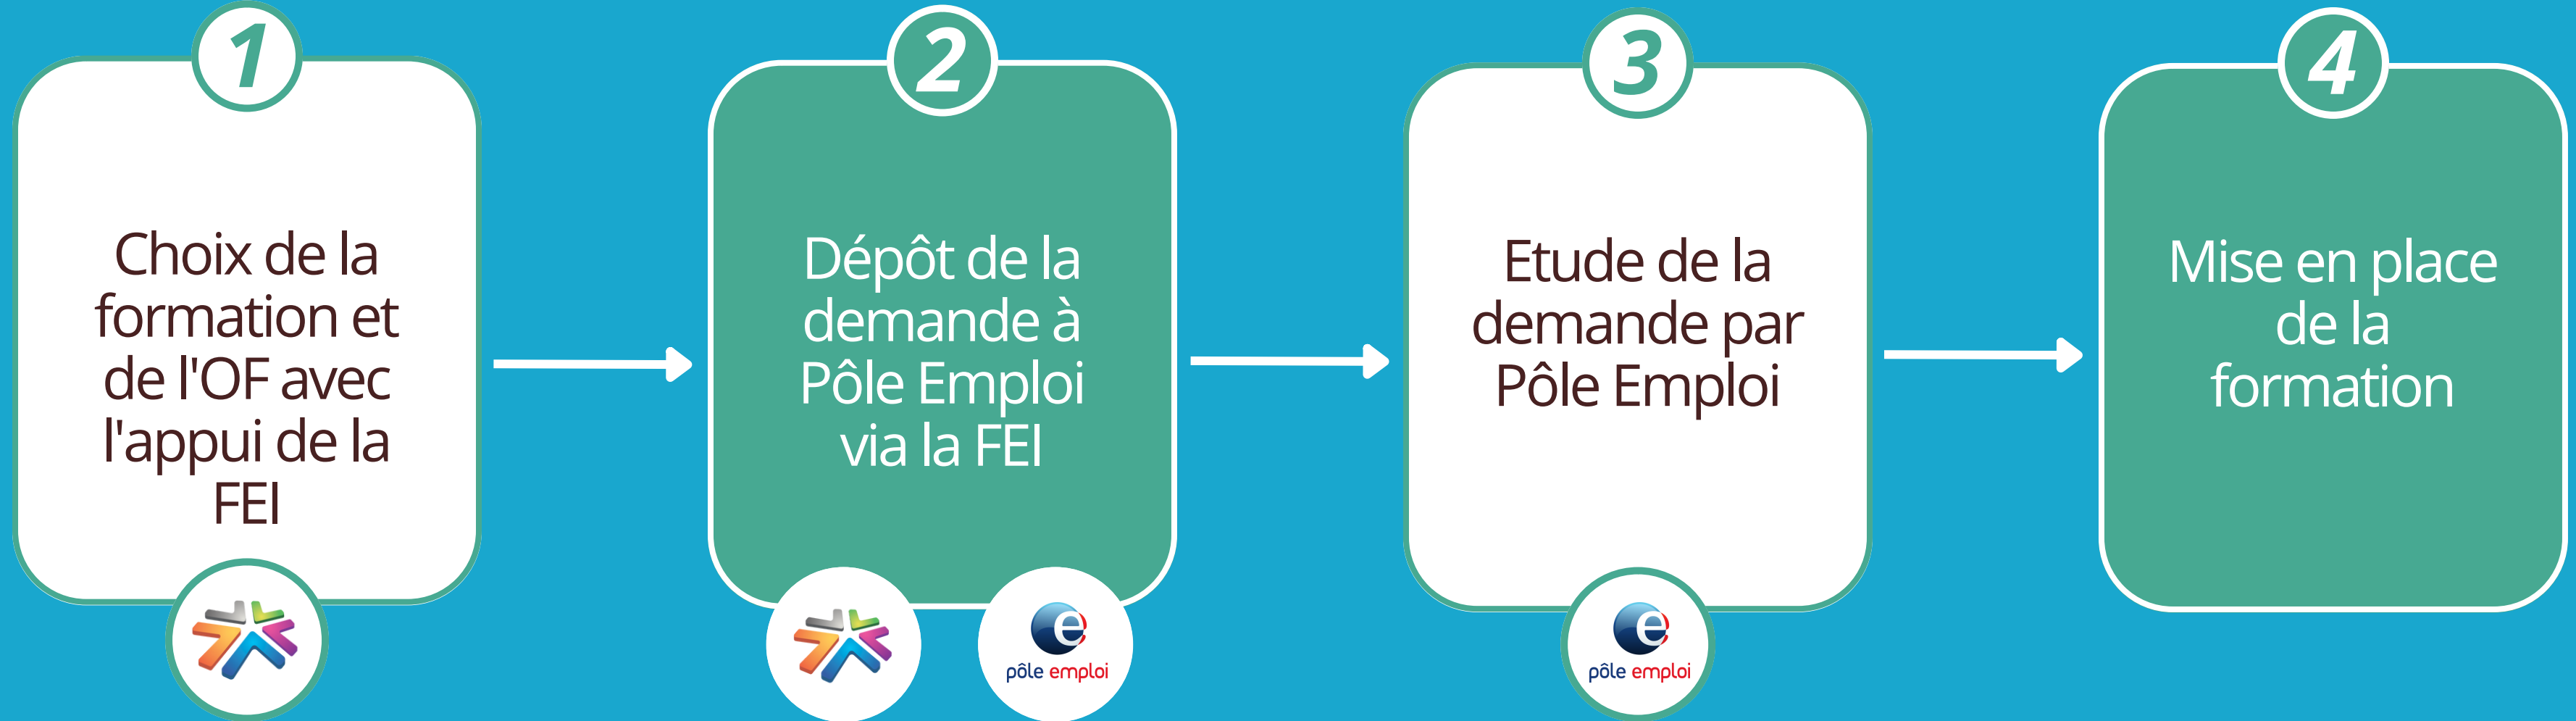 1
Choix de la
formation et
de l'OF avec
l'appui de la
FEI
2
Dépôt de la
demande à
Pôle Emploi
via la FEI
e
pôle emploi
3
Etude de la
demande par
Pôle Emploi
e
pôle emploi
4
Mise en place
de la
formation